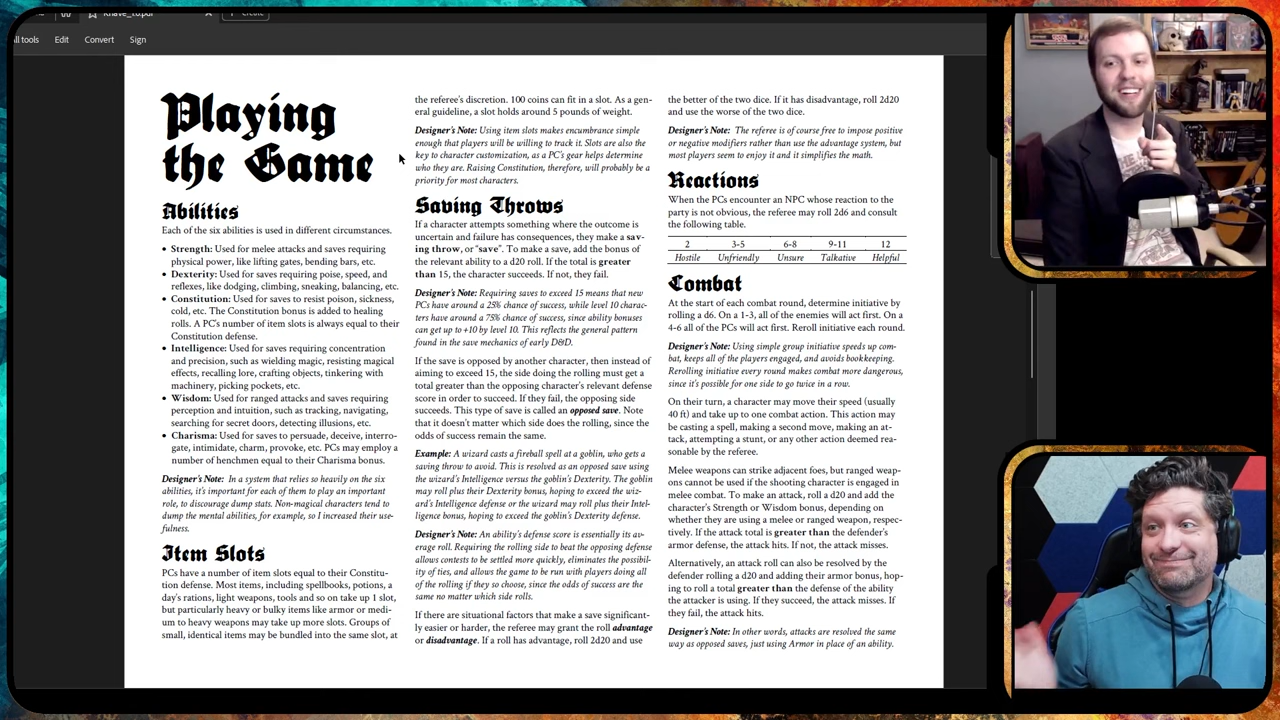 Create
ll tools
Edit
Convert
Sign
Playing
the Game
Abilities
Each of the six abilities is used in different circumstances.
• Strength: Used for melee attacks and saves requiring
physical power, like lifting gates, bending bars, etc.
• Dexterity: Used for saves requiring poise, speed, and
reflexes, like dodging, climbing, sneaking, balancing, etc.
• Constitution: Used for saves to resist poison, sickness,
cold, etc. The Constitution bonus is added to healing
rolls. A PC's number of item slots is always equal to their
Constitution defense.
• Intelligence: Used for saves requiring concentration
and precision, such as wielding magic, resisting magical
effects, recalling lore, crafting objects, tinkering with
machinery, picking pockets, etc.
• Wisdom: Used for ranged attacks and saves requiring
perception and intuition, such as tracking, navigating,
searching for secret doors, detecting illusions, etc.
• Charisma: Used for saves to persuade, deceive, interro-
gate, intimidate, charm, provoke, etc. PCs may employ a
number of henchmen equal to their Charisma bonus.
Designer's Note: In a system that relies so heavily on the six
abilities, it's important for each of them to play an important
role, to discourage dump stats. Non-magical characters tend to
dump the mental abilities, for example, so I increased their use-
fulness.
Item Slots
PCs have a number of item slots equal to their Constitu-
tion defense. Most items, including spellbooks, potions, a
day's rations, light weapons, tools and so on take up 1 slot,
but particularly heavy or bulky items like armor or medi-
um to heavy weapons may take up more slots. Groups of
small, identical items may be bundled into the same slot, at
the referee's discretion. 100 coins can fit in a slot. As a gen-
eral guideline, a slot holds around 5 pounds of weight.
Designer's Note: Using item slots makes encumbrance simple
enough that players will be willing to track it. Slots are also the
key to character customization, as a PC's gear helps determine
who they are. Raising Constitution, therefore, will probably be a
priority for most characters.
Saving Throws
If a character attempts something where the outcome is
uncertain and failure has consequences, they make a sav-
ing throw, or "save". To make a save, add the bonus of
the relevant ability to a d20 roll. If the total is greater
than 15, the character succeeds. If not, they fail.
Designer's Note: Requiring saves to exceed 15 means that new
PCs have around a 25% chance of success, while level 10 charac-
ters have around a 75% chance of success, since ability bonuses
can get up to +10 by level 10. This reflects the general pattern
found in the save mechanics of early D&D.
If the save is opposed by another character, then instead of
aiming to exceed 15, the side doing the rolling must get a
total greater than the opposing character's relevant defense
score in order to succeed. If they fail, the opposing side
succeeds. This type of save is called an opposed save. Note
that it doesn't matter which side does the rolling, since the
odds of success remain the same.
Example: A wizard casts a fireball spell at a goblin, who gets a
saving throw to avoid. This is resolved as an opposed save using
the wizard's Intelligence versus the goblin's Dexterity. The goblin
may roll plus their Dexterity bonus, hoping to exceed the wiz-
ard's Intelligence defense or the wizard may roll plus their Intel-
ligence bonus, hoping to exceed the goblin's Dexterity defense.
Designer's Note: An ability's defense score is essentially its av-
erage roll. Requiring the rolling side to beat the opposing defense
allows contests to be settled more quickly, eliminates the possibil-
ity of ties, and allows the game to be run with players doing all
of the rolling if they so choose, since the odds of success are the
same no matter which side rolls.
If there are situational factors that make a save significant-
ly easier or harder, the referee may grant the roll advantage
or disadvantage. If a roll has advantage, roll 2d20 and use
the better of the two dice. If it has disadvantage, roll 2d20
and use the worse of the two dice.
Designer's Note: The referee is of course free to impose positive
or negative modifiers rather than use the advantage system, but
most players seem to enjoy it and it simplifies the math.
Reactions
When the PCs encounter an NPC whose reaction to the
party is not obvious, the referee may roll 2d6 and consult
the following table.
2 3-5 6-8 9-11 12
Hostile Unfriendly Unsure Talkative Helpful
Combat
At the start of each combat round, determine initiative by
rolling a d6. On a 1-3, all of the enemies will act first. On a
4-6 all of the PCs will act first. Reroll initiative each round.
Designer's Note: Using simple group initiative speeds up com-
bat, keeps all of the players engaged, and avoids bookkeeping.
Rerolling initiative every round makes combat more dangerous,
since it's possible for one side to go twice in a row.
On their turn, a character may move their speed (usually
40 ft) and take up to one combat action. This action may
be casting a spell, making a second move, making an at-
tack, attempting a stunt, or any other action deemed rea-
sonable by the referee.
Melee weapons can strike adjacent foes, but ranged weap-
ons cannot be used if the shooting character is engaged in
melee combat. To make an attack, roll a d20 and add the
character's Strength or Wisdom bonus, depending on
whether they are using a melee or ranged weapon, respec-
tively. If the attack total is greater than the defender's
armor defense, the attack hits. If not, the attack misses.
Alternatively, an attack roll can also be resolved by the
defender rolling a d20 and adding their armor bonus, hop-
ing to roll a total greater than the defense of the ability
the attacker is using. If they succeed, the attack misses. If
they fail, the attack hits.
Designer's Note: In other words, attacks are resolved the same
way as opposed saves, just using Armor in place of an ability.